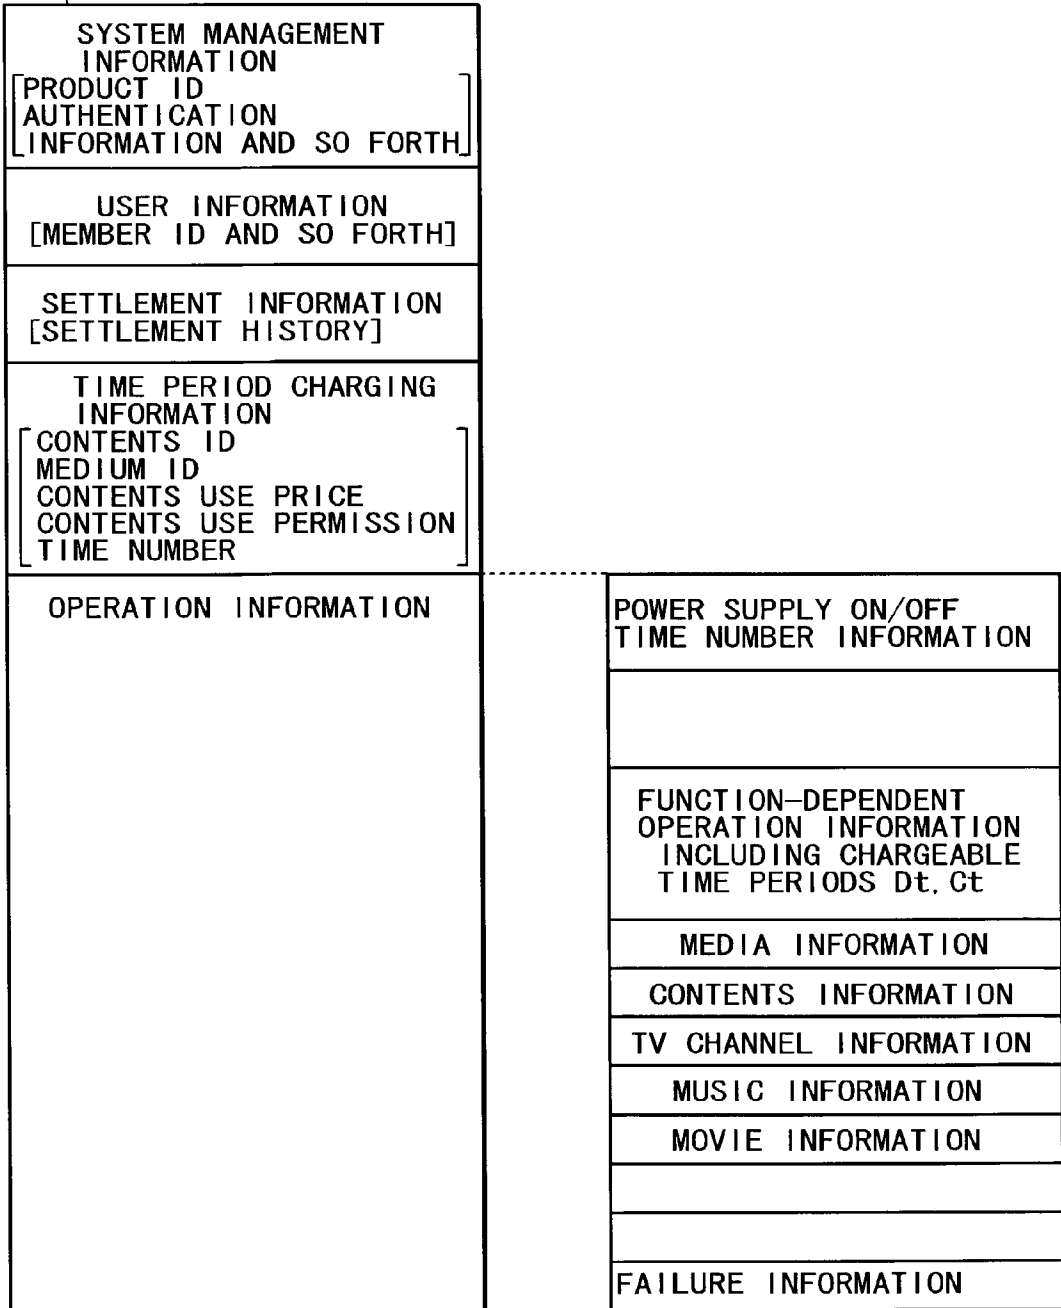 SYSTEM MANAGEMENT
INFORMATION
[PRODUCT ID
AUTHENTICATION
INFORMATION AND SO FORTH]
USER INFORMATION
[MEMBER ID AND SO FORTH]
SETTLEMENT INFORMATION
[SETTLEMENT HISTORY]
TIME PERIOD CHARGING
INFORMATION
[CONTENTS ID
MEDIUM ID
CONTENTS USE PRICE
CONTENTS USE PERMISSION
TIME NUMBER]
OPERATION INFORMATION
POWER SUPPLY ON/OFF
TIME NUMBER INFORMATION
FUNCTION-DEPENDENT
OPERATION INFORMATION
INCLUDING CHARGEABLE
TIME PERIODS Dt, Ct
MEDIA INFORMATION
CONTENTS INFORMATION
TV CHANNEL INFORMATION
MUSIC INFORMATION
MOVIE INFORMATION
FAILURE INFORMATION